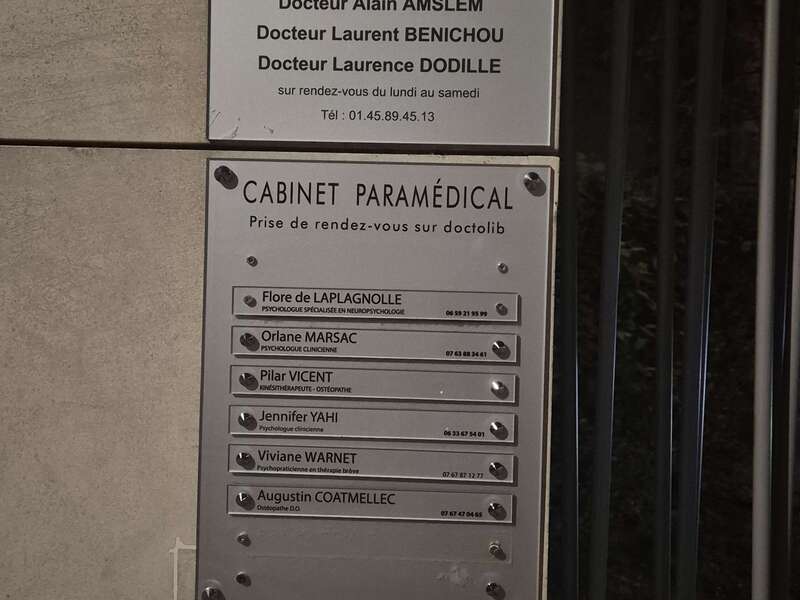 Docteur Alain AMSLEM
Docteur Laurent BENICHOU
Docteur Laurence DODILLE
sur rendez-vous du lundi au samedi
Tél : 01.45.89.45.13
CABINET PARAMÉDICAL
Prise de rendez-vous sur doctolib
Flore de LAPLAGNOLLE
PSYCHOLOGUE SPÉCIALISÉE EN NEUROPSYCHOLOGIE 06 59 21 95 99
Orlane MARSAC
PSYCHOLOGUE CLINICIENNE 07 63 88 34 61
Pilar VICENT
KINÉSITHÉRAPEUTE - OSTÉOPATHE
Jennifer YAHI
Psychologue clinicienne 06 33 67 54 01
Viviane WARNET
Psychopraticienne en thérapie brève 07 67 87 12 77
Augustin COATMELLEC
Ostéopathe D.O. 07 67 47 04 65